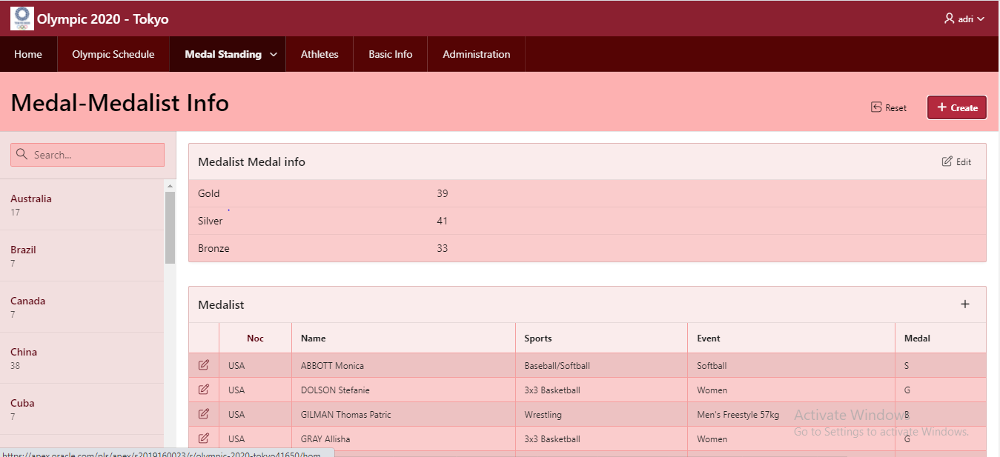 Olympic 2020 - Tokyo
adri
Home Olympic Schedule Medal Standing Athletes Basic Info Administration
Medal-Medalist Info
Reset
Create
Search...
Australia
17
Brazil
7
Canada
7
China
38
Cuba
7
Medalist Medal info
Edit
Gold 39
Silver 41
Bronze 33
Medalist
Noc Name Sports Event Medal
USA ABBOTT Monica Baseball/Softball Softball S
USA DOLSON Stefanie 3x3 Basketball Women G
USA GILMAN Thomas Patric Wrestling Men's Freestyle 57kg B
USA GRAY Allisha 3x3 Basketball Women G
Activate Windows
Go to Settings to activate Windows.
https://apex.oracle.com/pls/apex/r/s2019160023/r/olympic-2020-tokyo41650/hom...